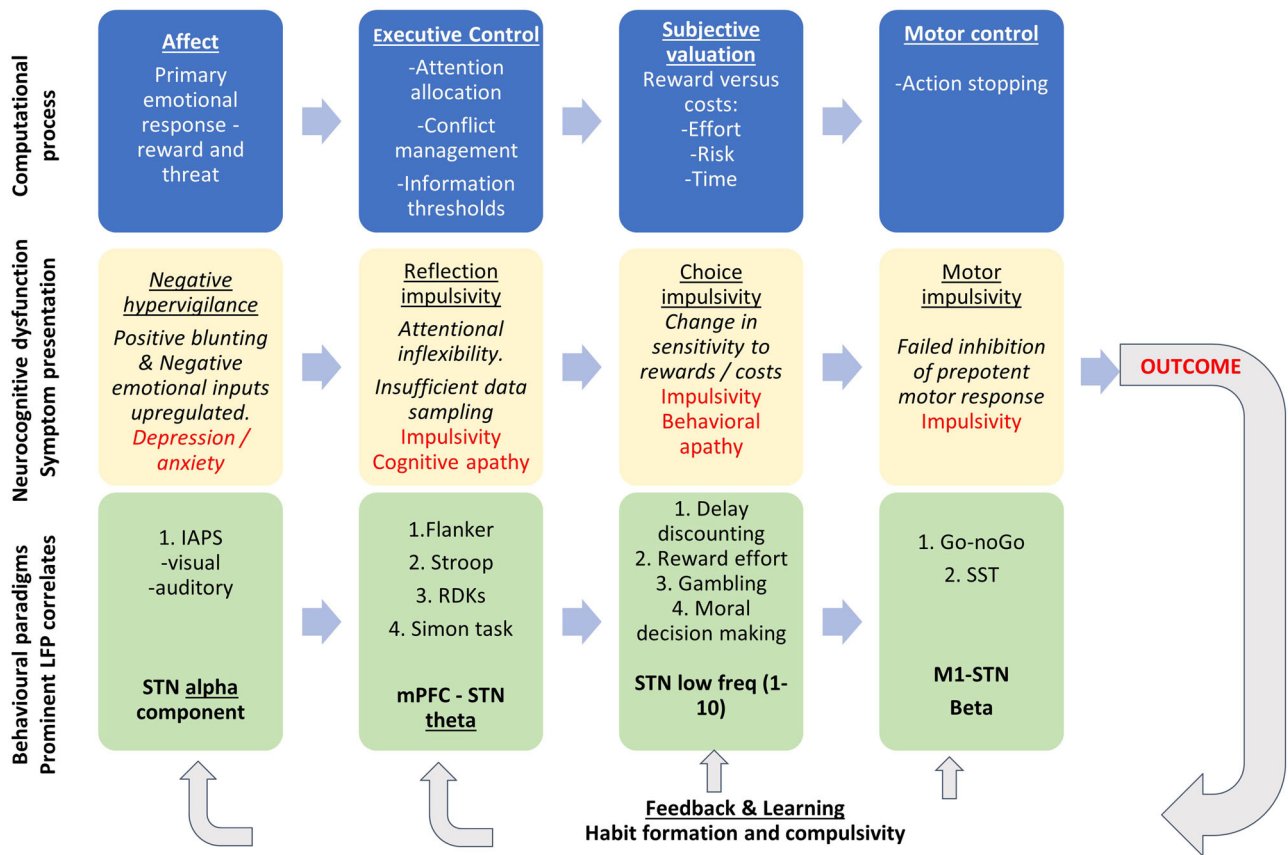 Computational
process
Affect
Primary
emotional
response -
reward and
threat
Executive Control
-Attention
allocation
-Conflict
management
-Information
thresholds
Subjective
valuation
Reward versus
costs:
-Effort
-Risk
-Time
Motor control
-Action stopping
Neurocognitive dysfunction
Symptom presentation
Negative
hypervigilance
Positive blunting
& Negative
emotional inputs
upregulated.
Depression /
anxiety
Reflection
impulsivity
Attentional
inflexibility.
Insufficient data
sampling
Impulsivity
Cognitive apathy
Choice
impulsivity
Change in
sensitivity to
rewards / costs
Impulsivity
Behavioral
apathy
Motor
impulsivity
Failed inhibition
of prepotent
motor response
Impulsivity
OUTCOME
Behavioural paradigms
Prominent LFP correlates
1. IAPS
-visual
-auditory
STN alpha
component
1.Flanker
2. Stroop
3. RDKs
4. Simon task
mPFC - STN
theta
1. Delay
discounting
2. Reward effort
3. Gambling
4. Moral
decision making
STN low freq (1-
10)
1. Go-noGo
2. SST
M1-STN
Beta
Feedback & Learning
Habit formation and compulsivity